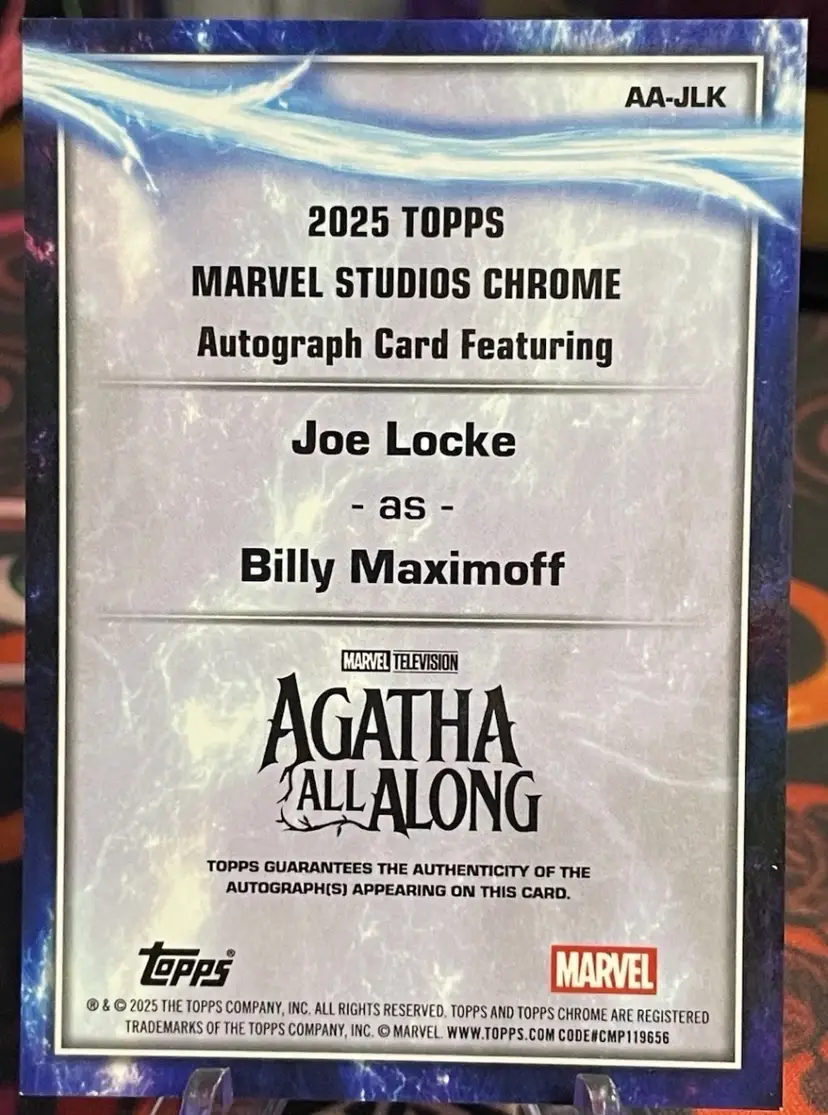 AA-JLK
2025 TOPPS
MARVEL STUDIOS CHROME
Autograph Card Featuring
Joe Locke
- as -
Billy Maximoff
MARVEL TELEVISION
AGATHA
ALL ALONG
TOPPS GUARANTEES THE AUTHENTICITY OF THE
AUTOGRAPH(S) APPEARING ON THIS CARD.
TOPPS® MARVEL
® & © 2025 THE TOPPS COMPANY, INC. ALL RIGHTS RESERVED. TOPPS AND TOPPS CHROME ARE REGISTERED
TRADEMARKS OF THE TOPPS COMPANY, INC. © MARVEL. WWW.TOPPS.COM CODE#CMP119656